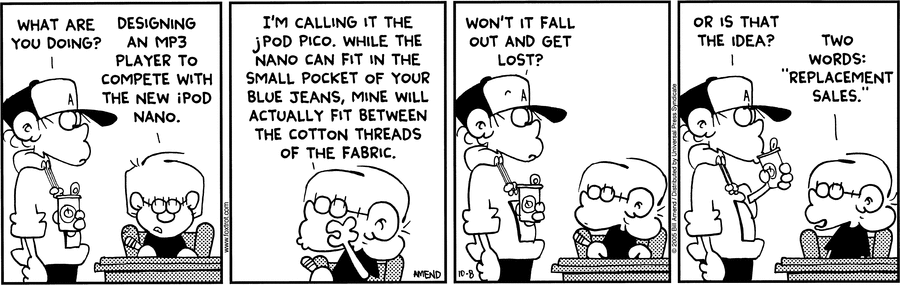 WHAT ARE
YOU DOING?
DESIGNING
AN MP3
PLAYER TO
COMPETE WITH
THE NEW iPOD
NANO.
A
www.foxtrot.com
I'M CALLING IT THE
jPOD PICO. WHILE THE
NANO CAN FIT IN THE
SMALL POCKET OF YOUR
BLUE JEANS, MINE WILL
ACTUALLY FIT BETWEEN
THE COTTON THREADS
OF THE FABRIC.
AMEND
WON'T IT FALL
OUT AND GET
LOST?
10-8
© 2005 Bill Amend / Distributed by Universal Press Syndicate
OR IS THAT
THE IDEA?
A
TWO
WORDS:
"REPLACEMENT
SALES."